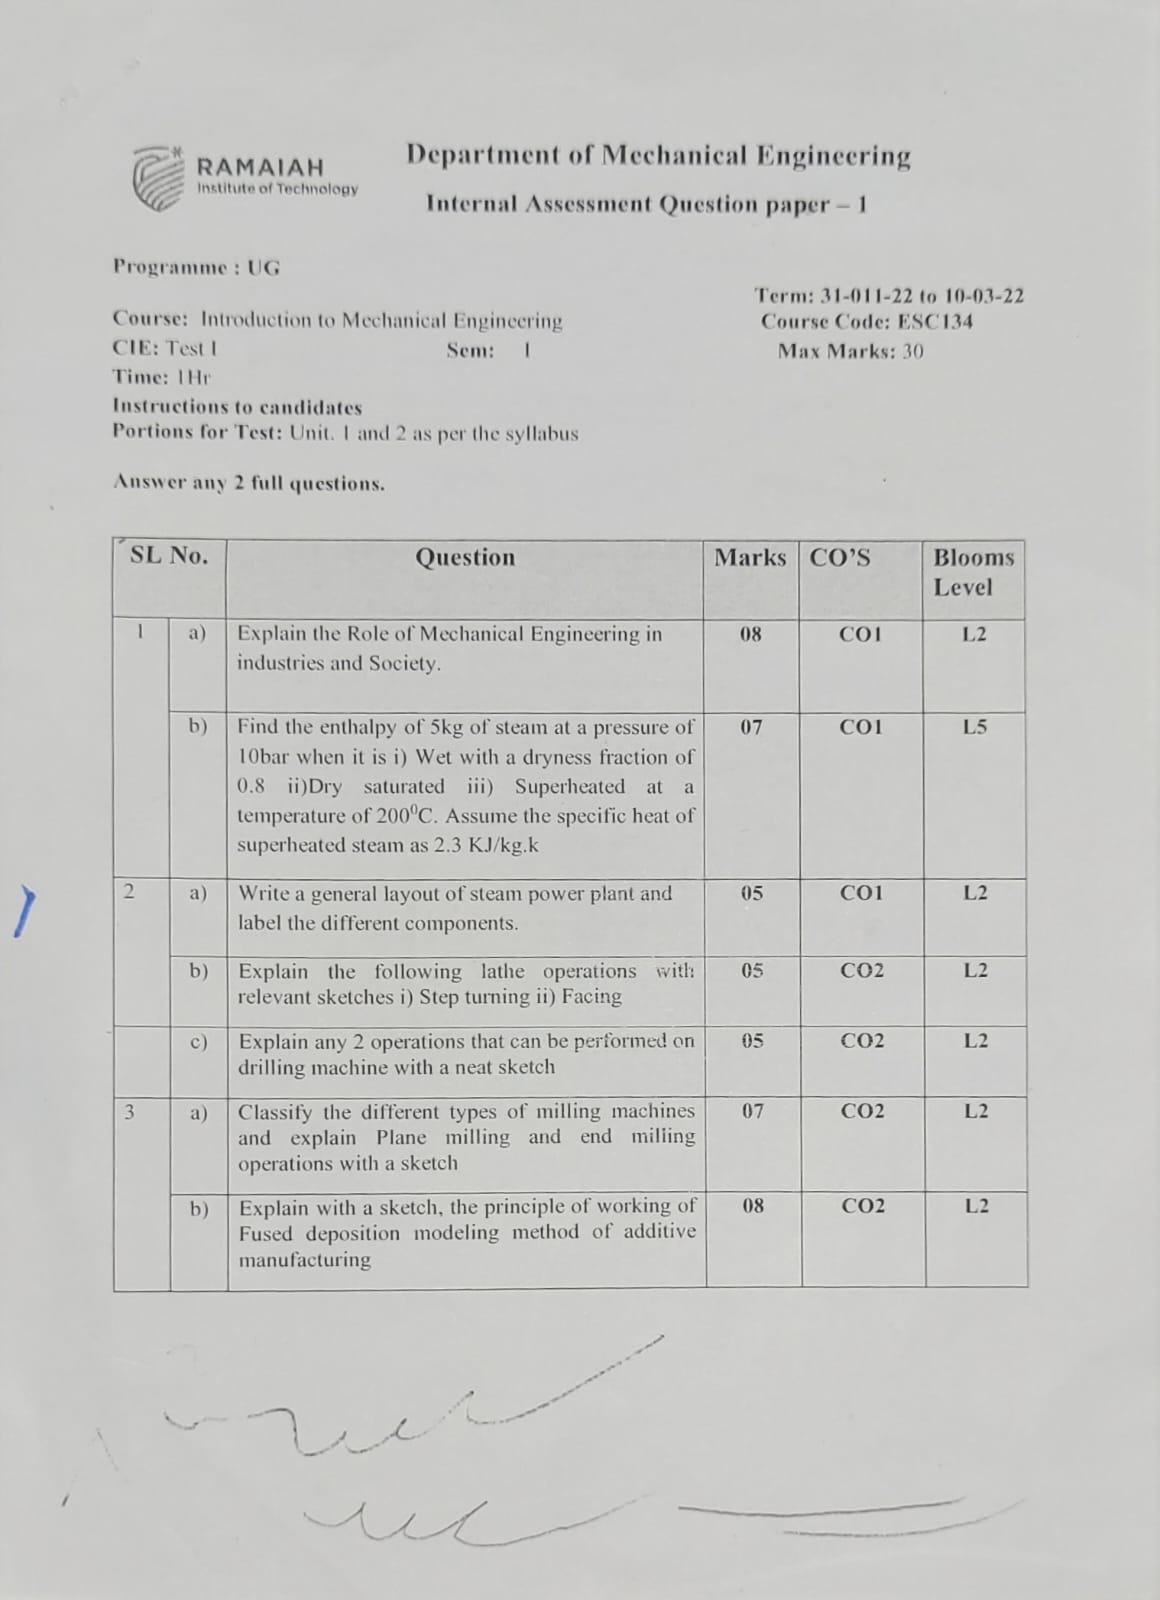 RAMAIAH
Institute of Technology
Department of Mechanical Engineering
Internal Assessment Question paper – 1
Programme : UG
Term: 31-011-22 to 10-03-22
Course: Introduction to Mechanical Engineering
Course Code: ESC134
CIE: Test I
Sem: I
Max Marks: 30
Time: 1Hr
Instructions to candidates
Portions for Test: Unit. 1 and 2 as per the syllabus
Answer any 2 full questions.
SL No. Question Marks CO'S Blooms
Level
1 a) Explain the Role of Mechanical Engineering in 08 CO1 L2
industries and Society.
b) Find the enthalpy of 5kg of steam at a pressure of 07 CO1 L5
10bar when it is i) Wet with a dryness fraction of
0.8 ii)Dry saturated iii) Superheated at a
temperature of 200⁰C. Assume the specific heat of
superheated steam as 2.3 KJ/kg.k
2 a) Write a general layout of steam power plant and 05 CO1 L2
label the different components.
b) Explain the following lathe operations with 05 CO2 L2
relevant sketches i) Step turning ii) Facing
c) Explain any 2 operations that can be performed on 05 CO2 L2
drilling machine with a neat sketch
3 a) Classify the different types of milling machines 07 CO2 L2
and explain Plane milling and end milling
operations with a sketch
b) Explain with a sketch, the principle of working of 08 CO2 L2
Fused deposition modeling method of additive
manufacturing